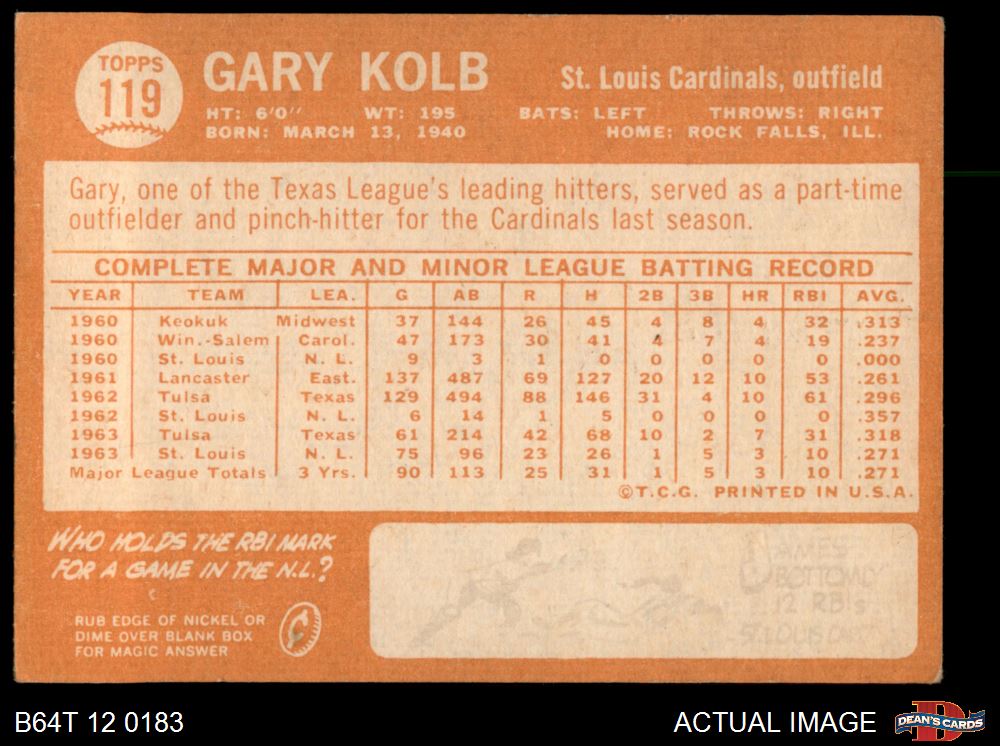 TOPPS
119
GARY KOLB
St. Louis Cardinals, outfield
HT: 6'0" WT: 195 BATS: LEFT THROWS: RIGHT
BORN: MARCH 13, 1940 HOME: ROCK FALLS, ILL.
Gary, one of the Texas League's leading hitters, served as a part-time
outfielder and pinch-hitter for the Cardinals last season.
COMPLETE MAJOR AND MINOR LEAGUE BATTING RECORD
YEAR TEAM LEA. G AB R H 2B 3B HR RBI AVG.
1960 Keokuk Midwest 37 144 26 45 4 8 4 32 .313
1960 Win.-Salem Carol. 47 173 30 41 4 7 4 19 .237
1960 St. Louis N. L. 9 3 1 0 0 0 0 0 .000
1961 Lancaster East. 137 487 69 127 20 12 10 53 .261
1962 Tulsa Texas 129 494 88 146 31 4 10 61 .296
1962 St. Louis N. L. 6 14 1 5 0 0 0 0 .357
1963 Tulsa Texas 61 214 42 68 10 2 7 31 .318
1963 St. Louis N. L. 75 96 23 26 1 5 3 10 .271
Major League Totals 3 Yrs. 90 113 25 31 1 5 3 10 .271
©T.C.G. PRINTED IN U.S.A.
WHO HOLDS THE RBI MARK
FOR A GAME IN THE N.L.?
RUB EDGE OF NICKEL OR
DIME OVER BLANK BOX
FOR MAGIC ANSWER
12 RBIs
B64T 12 0183
ACTUAL IMAGE
D
DEAN'S CARDS